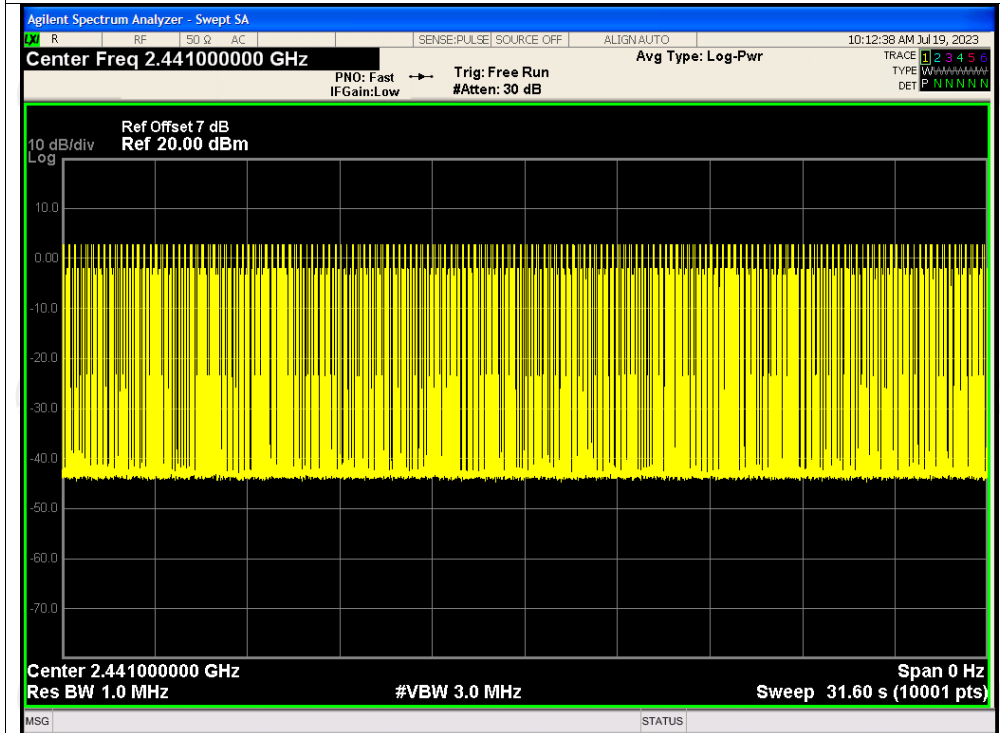 Agilent Spectrum Analyzer - Swept SA
LXI R RF 50 Ω AC SENSE:PULSE SOURCE OFF ALIGN AUTO 10:12:38 AM Jul 19, 2023
Center Freq 2.441000000 GHz
PNO: Fast
IFGain:Low
Trig: Free Run
#Atten: 30 dB
Avg Type: Log-Pwr
TRACE 1 2 3 4 5 6
TYPE WWWWWW
DET P N N N N N
Ref Offset 7 dB
10 dB/div Ref 20.00 dBm
Log
10.0
0.00
-10.0
-20.0
-30.0
-40.0
-50.0
-60.0
-70.0
Center 2.441000000 GHz Span 0 Hz
Res BW 1.0 MHz #VBW 3.0 MHz Sweep 31.60 s (10001 pts)
MSG STATUS